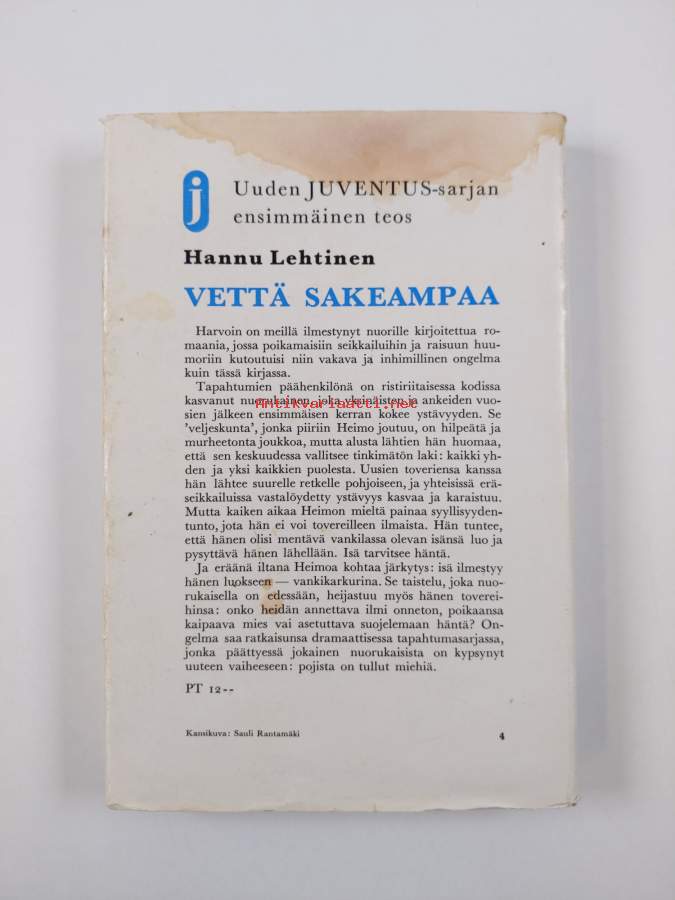 j
Uuden JUVENTUS-sarjan
ensimmäinen teos
Hannu Lehtinen
VETTÄ SAKEAMPAA
Harvoin on meillä ilmestynyt nuorille kirjoitettua ro-
maania, jossa poikamaisiin seikkailuihin ja raisuun huu-
moriin kutoutuisi niin vakava ja inhimillinen ongelma
kuin tässä kirjassa.
Tapahtumien päähenkilönä on ristiriitaisessa kodissa
kasvanut nuorukainen, joka yksinäisten ja ankeiden vuo-
antikvariaatti.net
sien jälkeen ensimmäisen kerran kokee ystävyyden. Se
'veljeskunta', jonka piiriin Heimo joutuu, on hilpeätä ja
murheetonta joukkoa, mutta alusta lähtien hän huomaa,
että sen keskuudessa vallitsee tinkimätön laki: kaikki yh-
den ja yksi kaikkien puolesta. Uusien toveriensa kanssa
hän lähtee suurelle retkelle pohjoiseen, ja yhteisissä erä-
seikkailuissa vastalöydetty ystävyys kasvaa ja karaistuu.
Mutta kaiken aikaa Heimon mieltä painaa syyllisyyden-
tunto, jota hän ei voi tovereilleen ilmaista. Hän tuntee,
että hänen olisi mentävä vankilassa olevan isänsä luo ja
pysyttävä hänen lähellään. Isä tarvitsee häntä.
Ja eräänä iltana Heimoa kohtaa järkytys: isä ilmestyy
hänen luokseen — vankikarkurina. Se taistelu, joka nuo-
rukaisella on edessään, heijastuu myös hänen toverei-
hinsa: onko heidän annettava ilmi onneton, poikaansa
kaipaava mies vai asetuttava suojelemaan häntä? On-
gelma saa ratkaisunsa dramaattisessa tapahtumasarjassa,
jonka päättyessä jokainen nuorukaisista on kypsynyt
uuteen vaiheeseen: pojista on tullut miehiä.
PT 12--
Kansikuva: Sauli Rantamäki
4